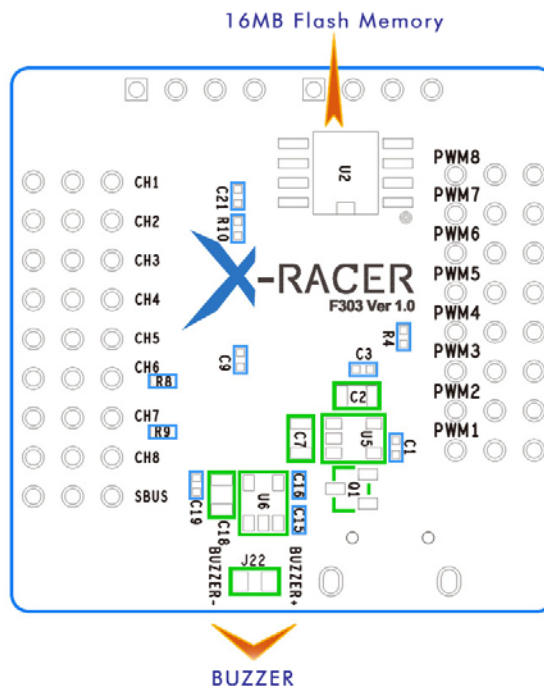 16MB Flash Memory
U2
PWM8
PWM7
PWM6
PWM5
PWM4
PWM3
PWM2
PWM1
CH1
CH2
CH3
CH4
CH5
CH6
R8
CH7
R9
CH8
SBUS
C21
R10
X-RACER
F303 Ver 1.0
C9
R4
C3
C2
C7
U5
C1
Q1
C19
C18
U6
C16
C15
BUZZER-
J22
BUZZER+
BUZZER